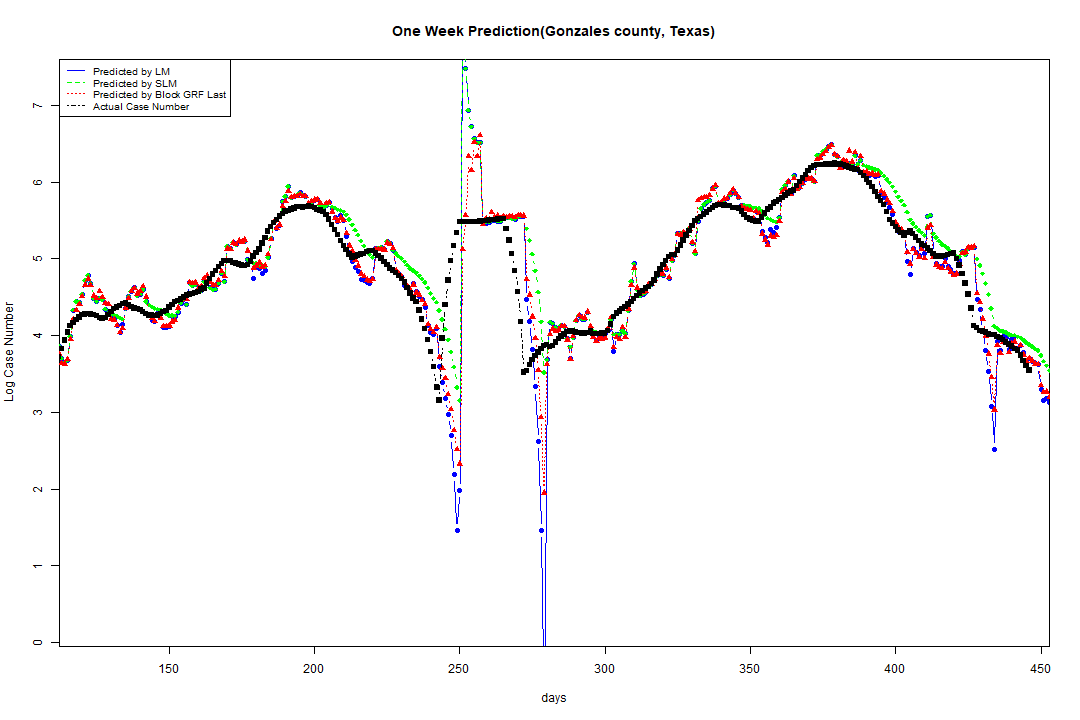 One Week Prediction(Gonzales county, Texas)
Predicted by LM
Predicted by SLM
Predicted by Block GRF Last
Actual Case Number
Log Case Number
7
6
5
4
3
2
1
0
150 200 250 300 350 400 450
days